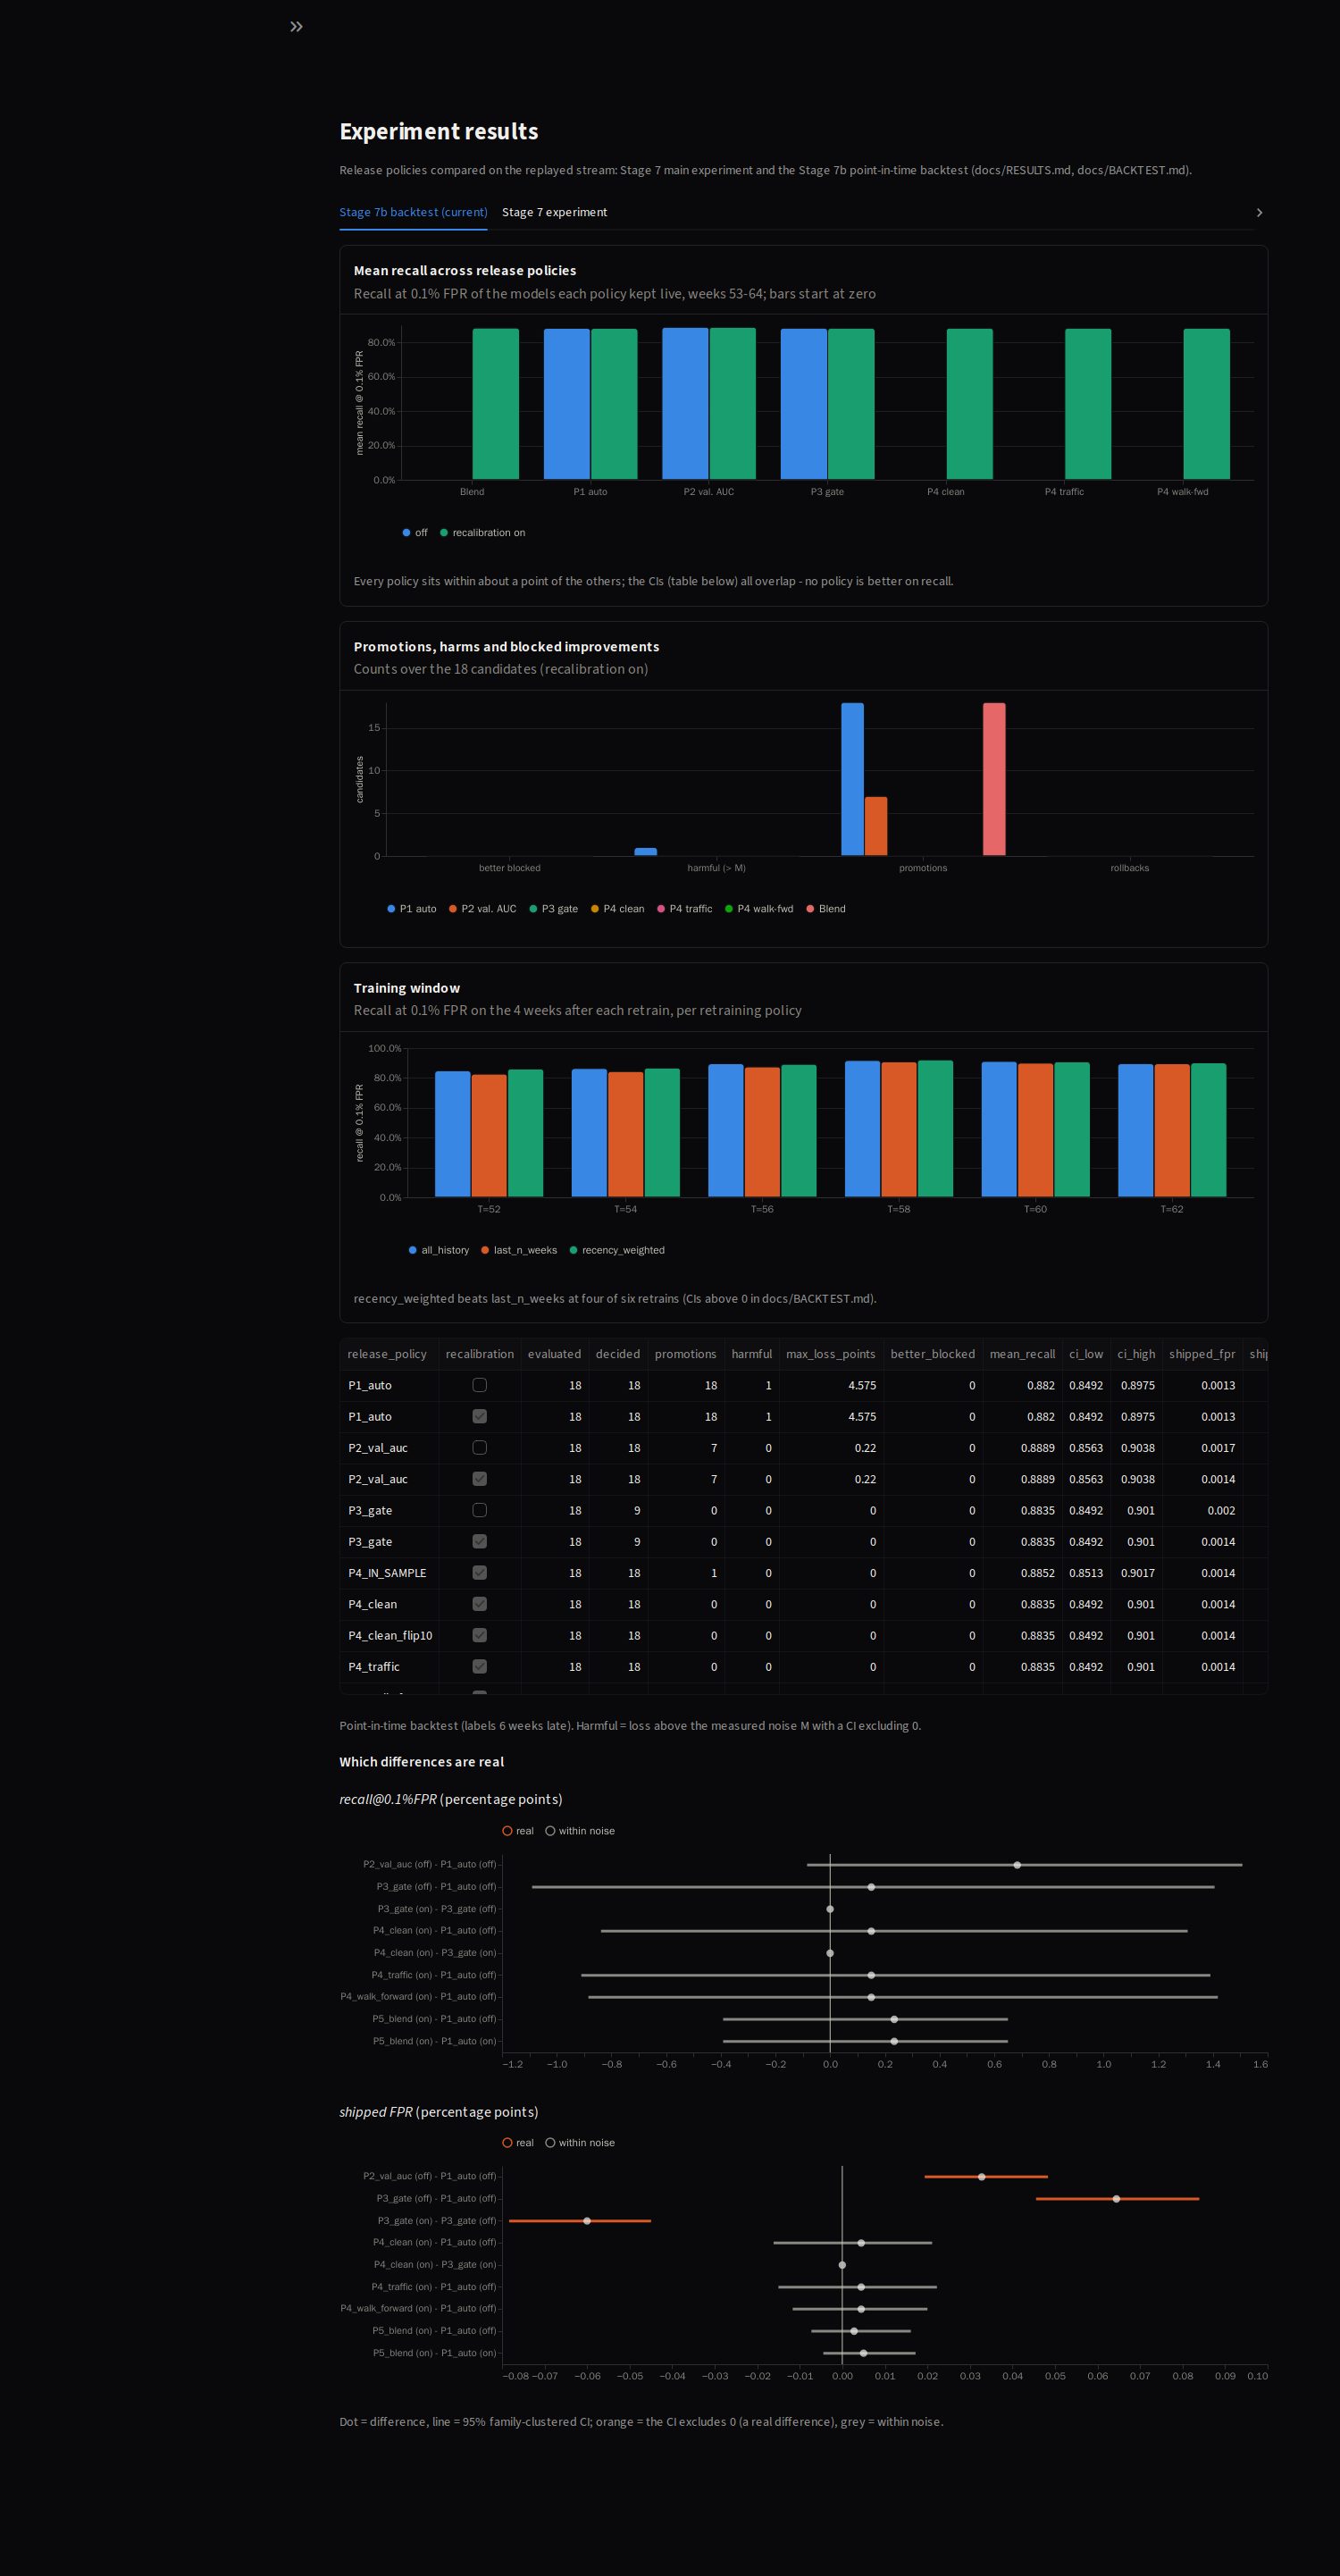 Experiment results
Release policies compared on the replayed stream: Stage 7 main experiment and the Stage 7b point-in-time backtest (docs/RESULTS.md, docs/BACKTEST.md).
Stage 7b backtest (current) Stage 7 experiment
Mean recall across release policies
Recall at 0.1% FPR of the models each policy kept live, weeks 53-64; bars start at zero
mean recall @ 0.1% FPR
80.0%
60.0%
40.0%
20.0%
0.0%
Blend P1 auto P2 val. AUC P3 gate P4 clean P4 traffic P4 walk-fwd
off recalibration on
Every policy sits within about a point of the others; the CIs (table below) all overlap - no policy is better on recall.
Promotions, harms and blocked improvements
Counts over the 18 candidates (recalibration on)
candidates
15
10
5
0
better blocked harmful (> M) promotions rollbacks
P1 auto P2 val. AUC P3 gate P4 clean P4 traffic P4 walk-fwd Blend
Training window
Recall at 0.1% FPR on the 4 weeks after each retrain, per retraining policy
recall @ 0.1% FPR
100.0%
80.0%
60.0%
40.0%
20.0%
0.0%
T=52 T=54 T=56 T=58 T=60 T=62
all_history last_n_weeks recency_weighted
recency_weighted beats last_n_weeks at four of six retrains (CIs above 0 in docs/BACKTEST.md).
release_policy recalibration evaluated decided promotions harmful max_loss_points better_blocked mean_recall ci_low ci_high shipped_fpr
P1_auto 18 18 18 1 4.575 0 0.882 0.8492 0.8975 0.0013
P1_auto 18 18 18 1 4.575 0 0.882 0.8492 0.8975 0.0013
P2_val_auc 18 18 7 0 0.22 0 0.8889 0.8563 0.9038 0.0017
P2_val_auc 18 18 7 0 0.22 0 0.8889 0.8563 0.9038 0.0014
P3_gate 18 9 0 0 0 0 0.8835 0.8492 0.901 0.002
P3_gate 18 9 0 0 0 0 0.8835 0.8492 0.901 0.0014
P4_IN_SAMPLE 18 18 1 0 0 0 0.8852 0.8513 0.9017 0.0014
P4_clean 18 18 0 0 0 0 0.8835 0.8492 0.901 0.0014
P4_clean_flip10 18 18 0 0 0 0 0.8835 0.8492 0.901 0.0014
P4_traffic 18 18 0 0 0 0 0.8835 0.8492 0.901 0.0014
Point-in-time backtest (labels 6 weeks late). Harmful = loss above the measured noise M with a CI excluding 0.
Which differences are real
recall@0.1%FPR (percentage points)
real within noise
P2_val_auc (off) - P1_auto (off)
P3_gate (off) - P1_auto (off)
P3_gate (on) - P3_gate (off)
P4_clean (on) - P1_auto (off)
P4_clean (on) - P3_gate (on)
P4_traffic (on) - P1_auto (off)
P4_walk_forward (on) - P1_auto (off)
P5_blend (on) - P1_auto (off)
P5_blend (on) - P1_auto (on)
−1.2 −1.0 −0.8 −0.6 −0.4 −0.2 0.0 0.2 0.4 0.6 0.8 1.0 1.2 1.4 1.6
shipped FPR (percentage points)
real within noise
P2_val_auc (off) - P1_auto (off)
P3_gate (off) - P1_auto (off)
P3_gate (on) - P3_gate (off)
P4_clean (on) - P1_auto (off)
P4_clean (on) - P3_gate (on)
P4_traffic (on) - P1_auto (off)
P4_walk_forward (on) - P1_auto (off)
P5_blend (on) - P1_auto (off)
P5_blend (on) - P1_auto (on)
−0.08 −0.07 −0.06 −0.05 −0.04 −0.03 −0.02 −0.01 0.00 0.01 0.02 0.03 0.04 0.05 0.06 0.07 0.08 0.09 0.10
Dot = difference, line = 95% family-clustered CI; orange = the CI excludes 0 (a real difference), grey = within noise.